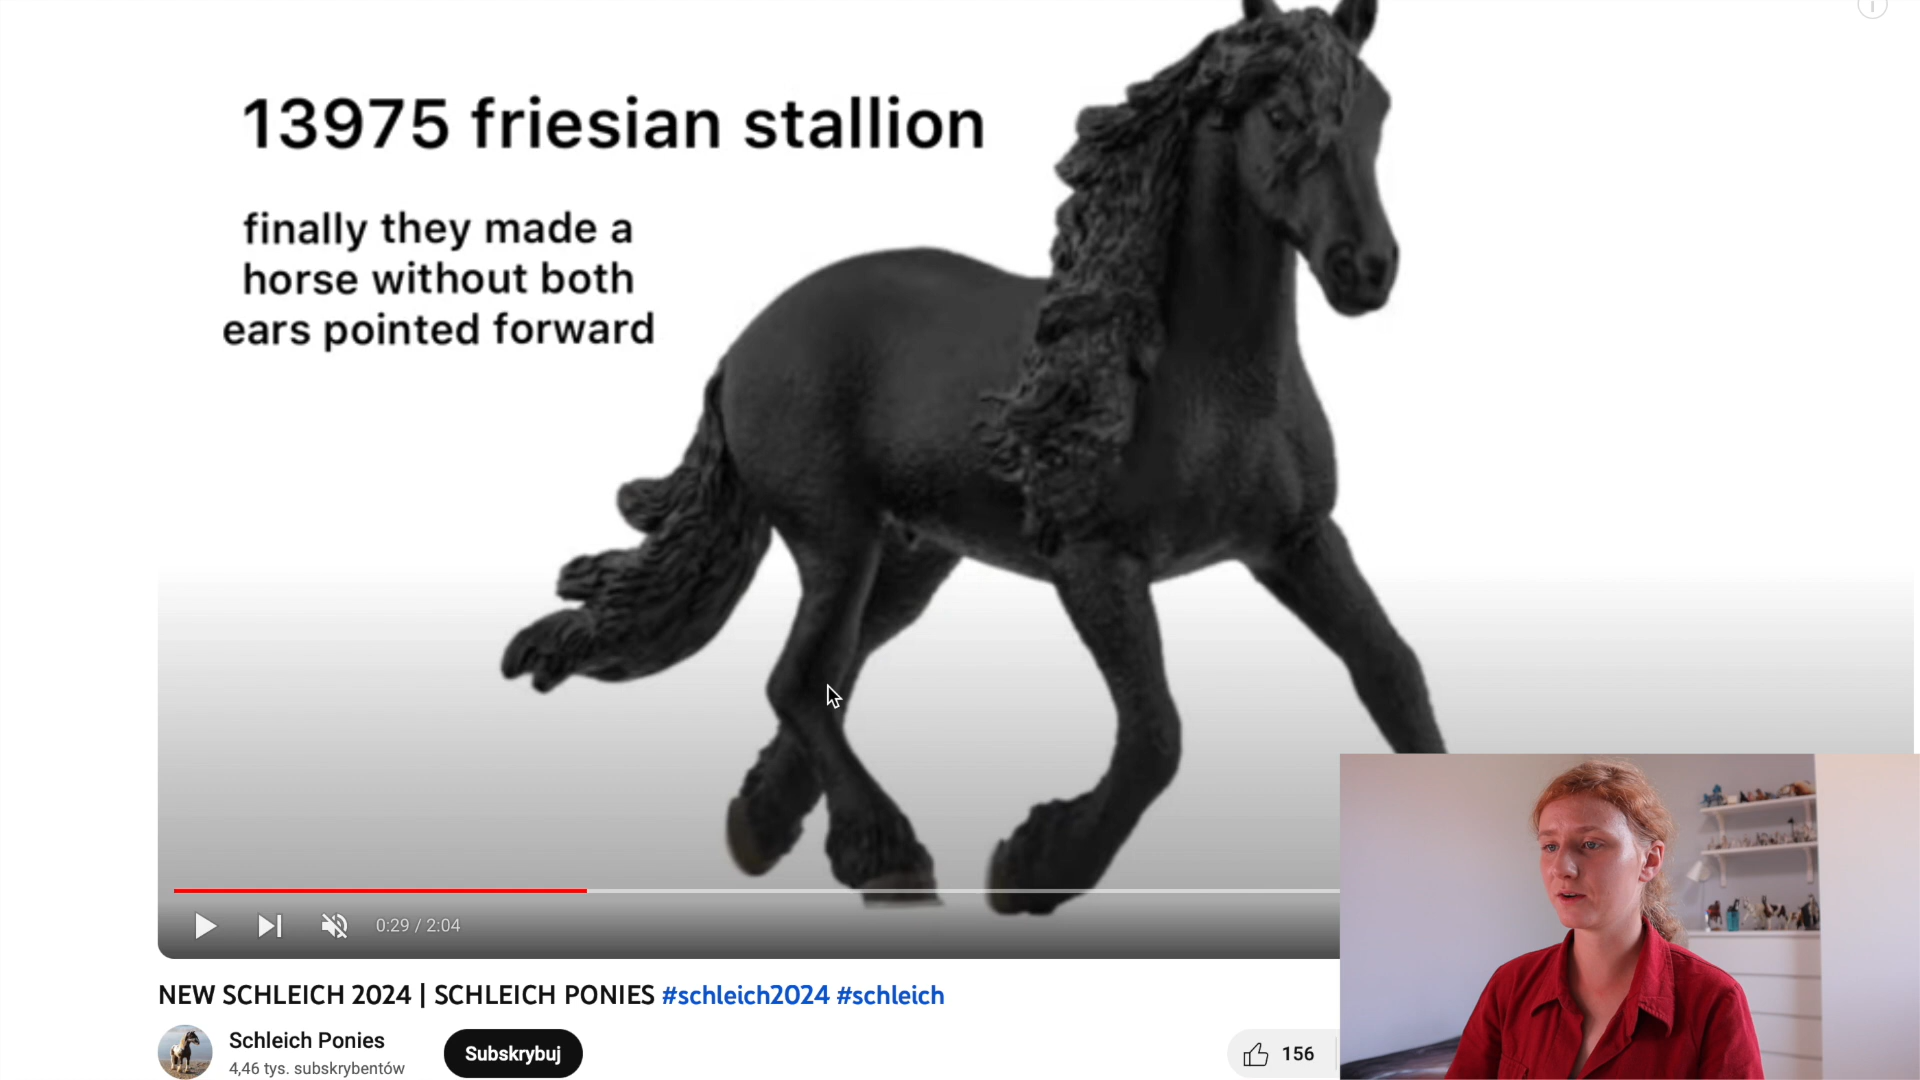 13975 friesian stallion
finally they made a
horse without both
ears pointed forward
0:29 / 2:04
NEW SCHLEICH 2024 | SCHLEICH PONIES #schleich2024 #schleich
Schleich Ponies
4,46 tys. subskrybentów
Subskrybuj
156